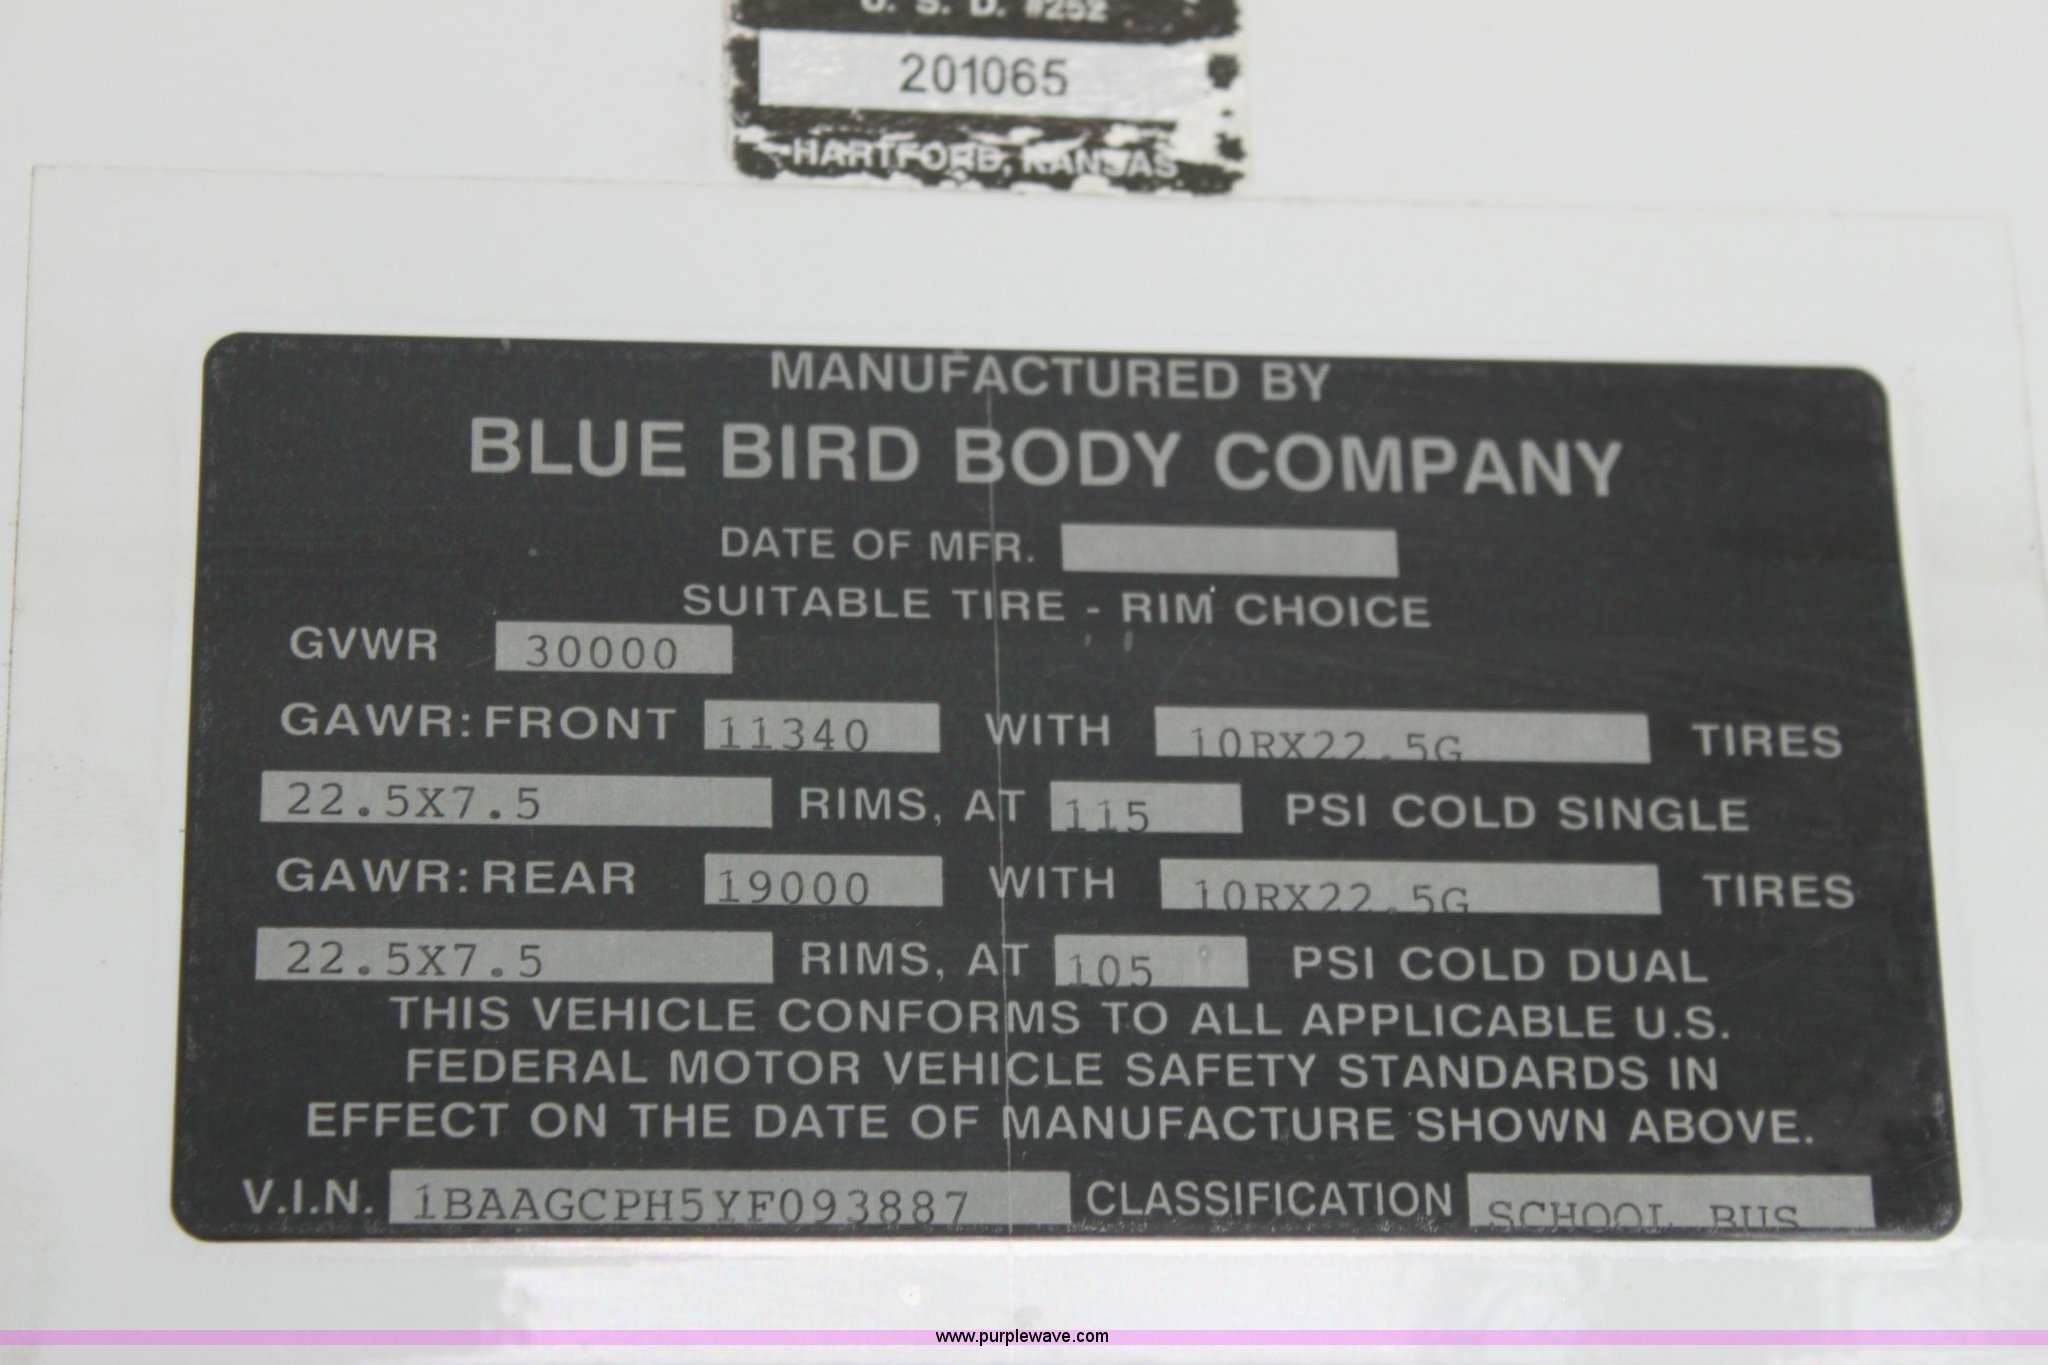 U. S. D. #252
201065
HARTFORD, KANSAS
MANUFACTURED BY
BLUE BIRD BODY COMPANY
DATE OF MFR.
SUITABLE TIRE - RIM CHOICE
GVWR 30000
GAWR: FRONT 11340 WITH 10RX22.5G TIRES
22.5X7.5 RIMS, AT 115 PSI COLD SINGLE
GAWR: REAR 19000 WITH 10RX22.5G TIRES
22.5X7.5 RIMS, AT 105 PSI COLD DUAL
THIS VEHICLE CONFORMS TO ALL APPLICABLE U.S.
FEDERAL MOTOR VEHICLE SAFETY STANDARDS IN
EFFECT ON THE DATE OF MANUFACTURE SHOWN ABOVE.
V.I.N. 1BAAGCPH5YF093887 CLASSIFICATION SCHOOL BUS
www.purplewave.com